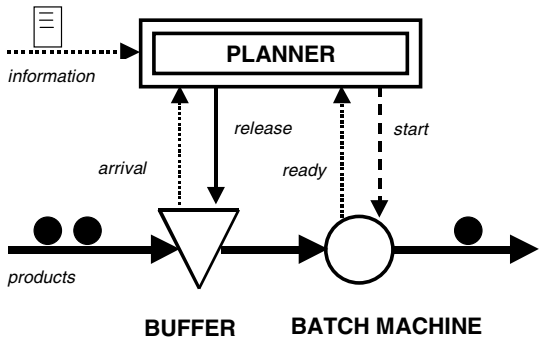 PLANNER
information
release
start
arrival
ready
products
BUFFER
BATCH MACHINE